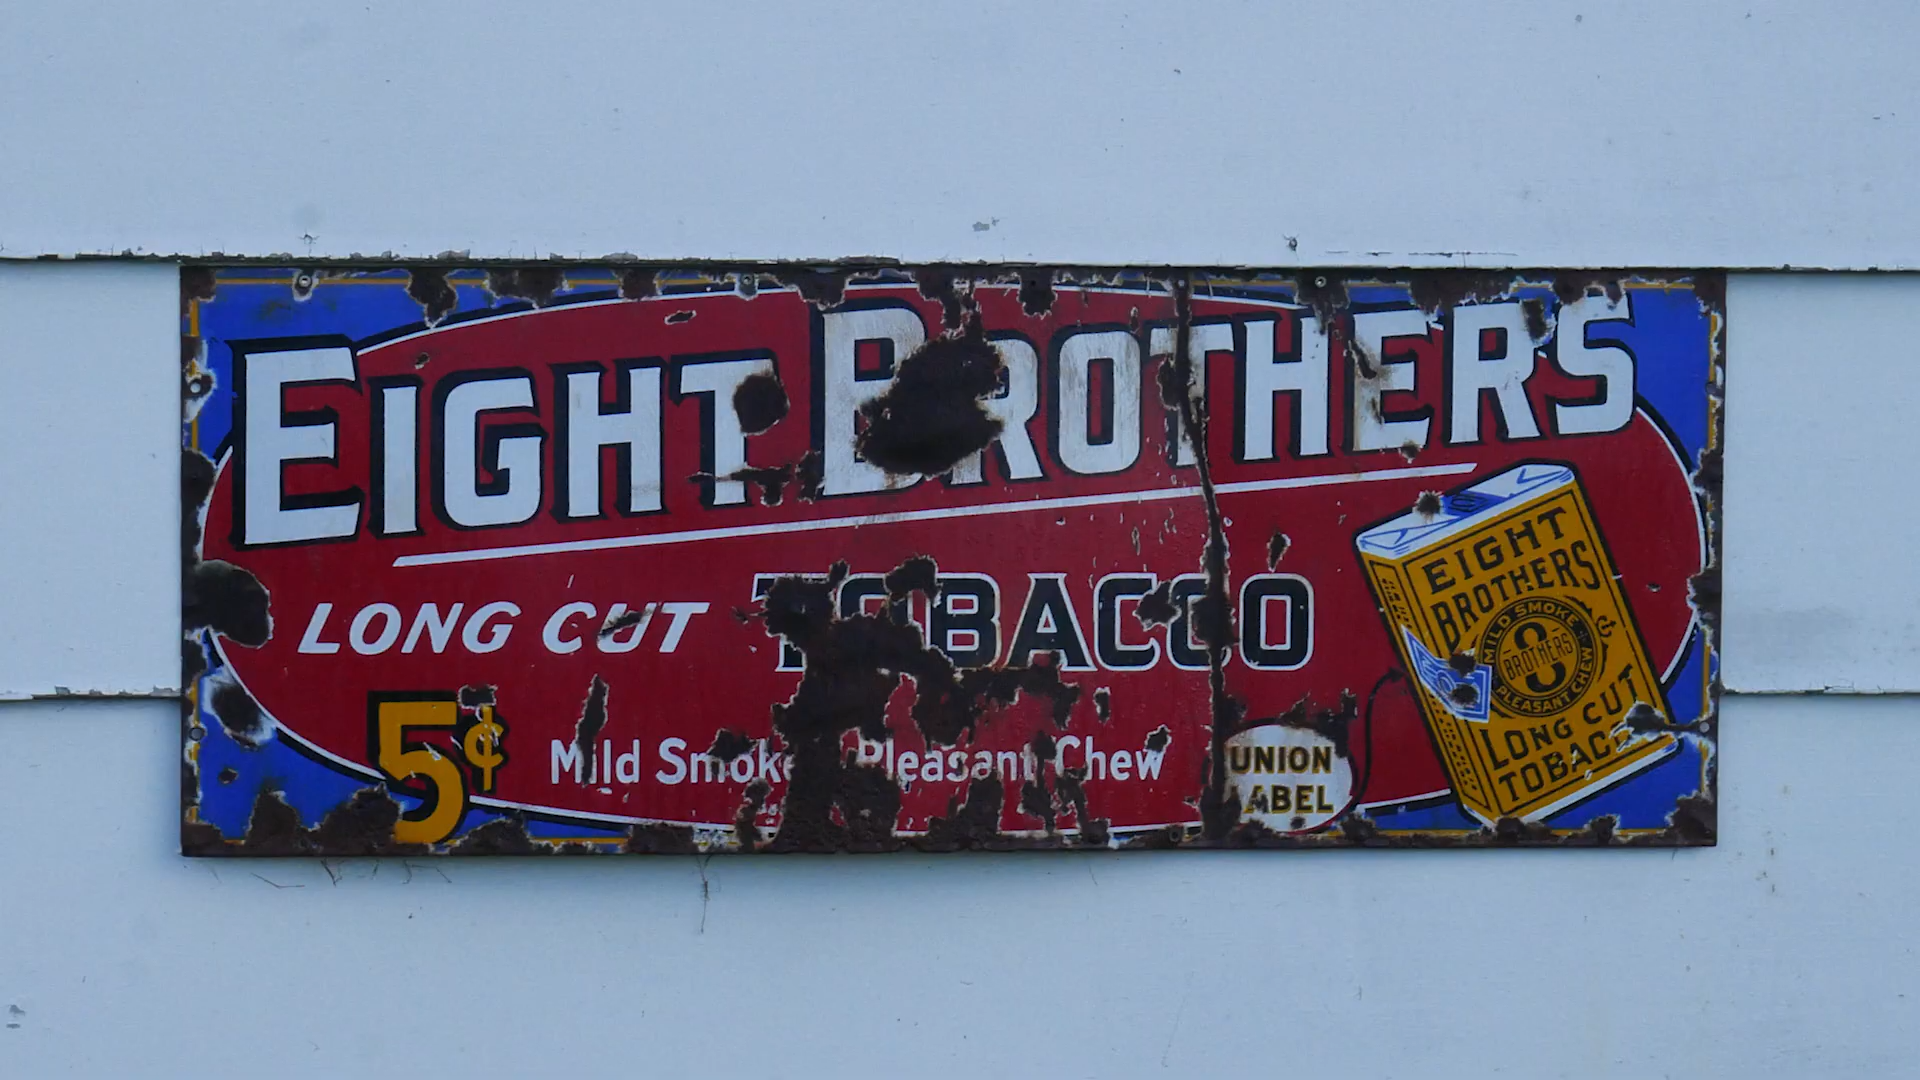 EIGHT BROTHERS
LONG CUT TOBACCO
5¢ Mild Smoke Pleasant Chew
UNION
LABEL
EIGHT
BROTHERS
MILD SMOKE
&
8
BROTHERS
PLEASANT CHEW
LONG CUT
TOBACCO